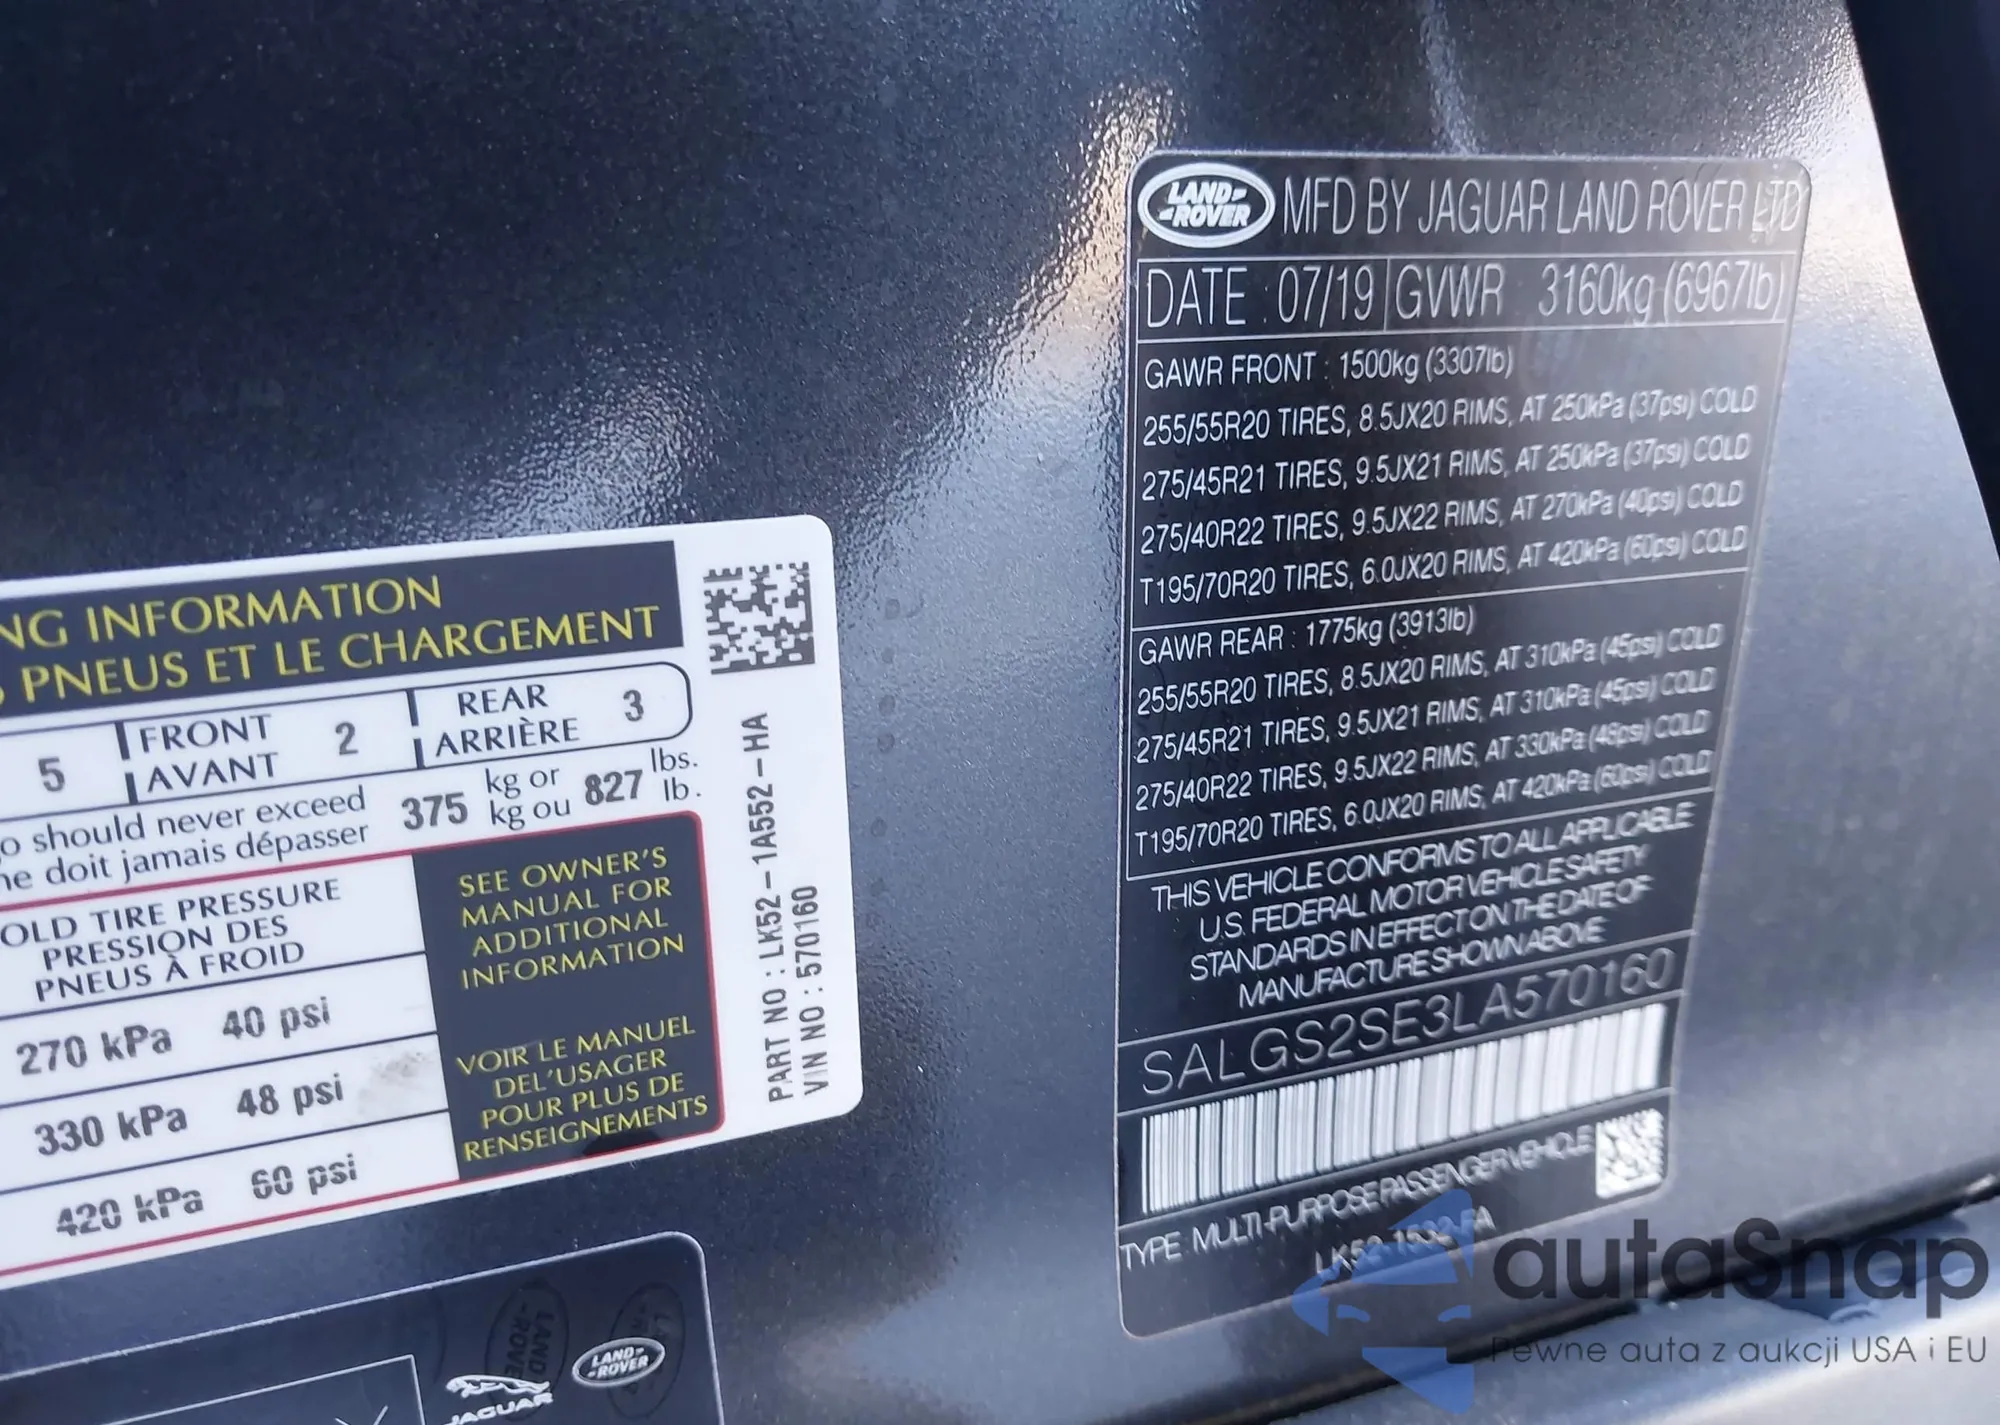 NG INFORMATION
PNEUS ET LE CHARGEMENT
5
FRONT
AVANT
2
REAR
ARRIÈRE
3
o should never exceed
ne doit jamais dépasser
375
kg or
kg ou
827
lbs.
lb.
OLD TIRE PRESSURE
PRESSION DES
PNEUS À FROID
270 kPa 40 psi
330 kPa 48 psi
420 kPa 60 psi
SEE OWNER'S
MANUAL FOR
ADDITIONAL
INFORMATION
VOIR LE MANUEL
DEL'USAGER
POUR PLUS DE
RENSEIGNEMENTS
PART NO : LK52-1A552-HA
VIN NO : 570160
JAGUAR
LAND-
-ROVER
LAND-
-ROVER
MFD BY JAGUAR LAND ROVER LTD
DATE : 07/19 GVWR : 3160kg (6967lb)
GAWR FRONT : 1500kg (3307lb)
255/55R20 TIRES, 8.5JX20 RIMS, AT 250kPa (37psi) COLD
275/45R21 TIRES, 9.5JX21 RIMS, AT 250kPa (37psi) COLD
275/40R22 TIRES, 9.5JX22 RIMS, AT 270kPa (40psi) COLD
T195/70R20 TIRES, 6.0JX20 RIMS, AT 420kPa (60psi) COLD
GAWR REAR : 1775kg (3913lb)
255/55R20 TIRES, 8.5JX20 RIMS, AT 310kPa (45psi) COLD
275/45R21 TIRES, 9.5JX21 RIMS, AT 310kPa (45psi) COLD
275/40R22 TIRES, 9.5JX22 RIMS, AT 330kPa (48psi) COLD
T195/70R20 TIRES, 6.0JX20 RIMS, AT 420kPa (60psi) COLD
THIS VEHICLE CONFORMS TO ALL APPLICABLE
U.S. FEDERAL MOTOR VEHICLE SAFETY
STANDARDS IN EFFECT ON THE DATE OF
MANUFACTURE SHOWN ABOVE
SALGS2SE3LA570160
TYPE MULTI-PURPOSE PASSENGER VEHICLE
autaSnap
Pewne auta z aukcji USA i EU